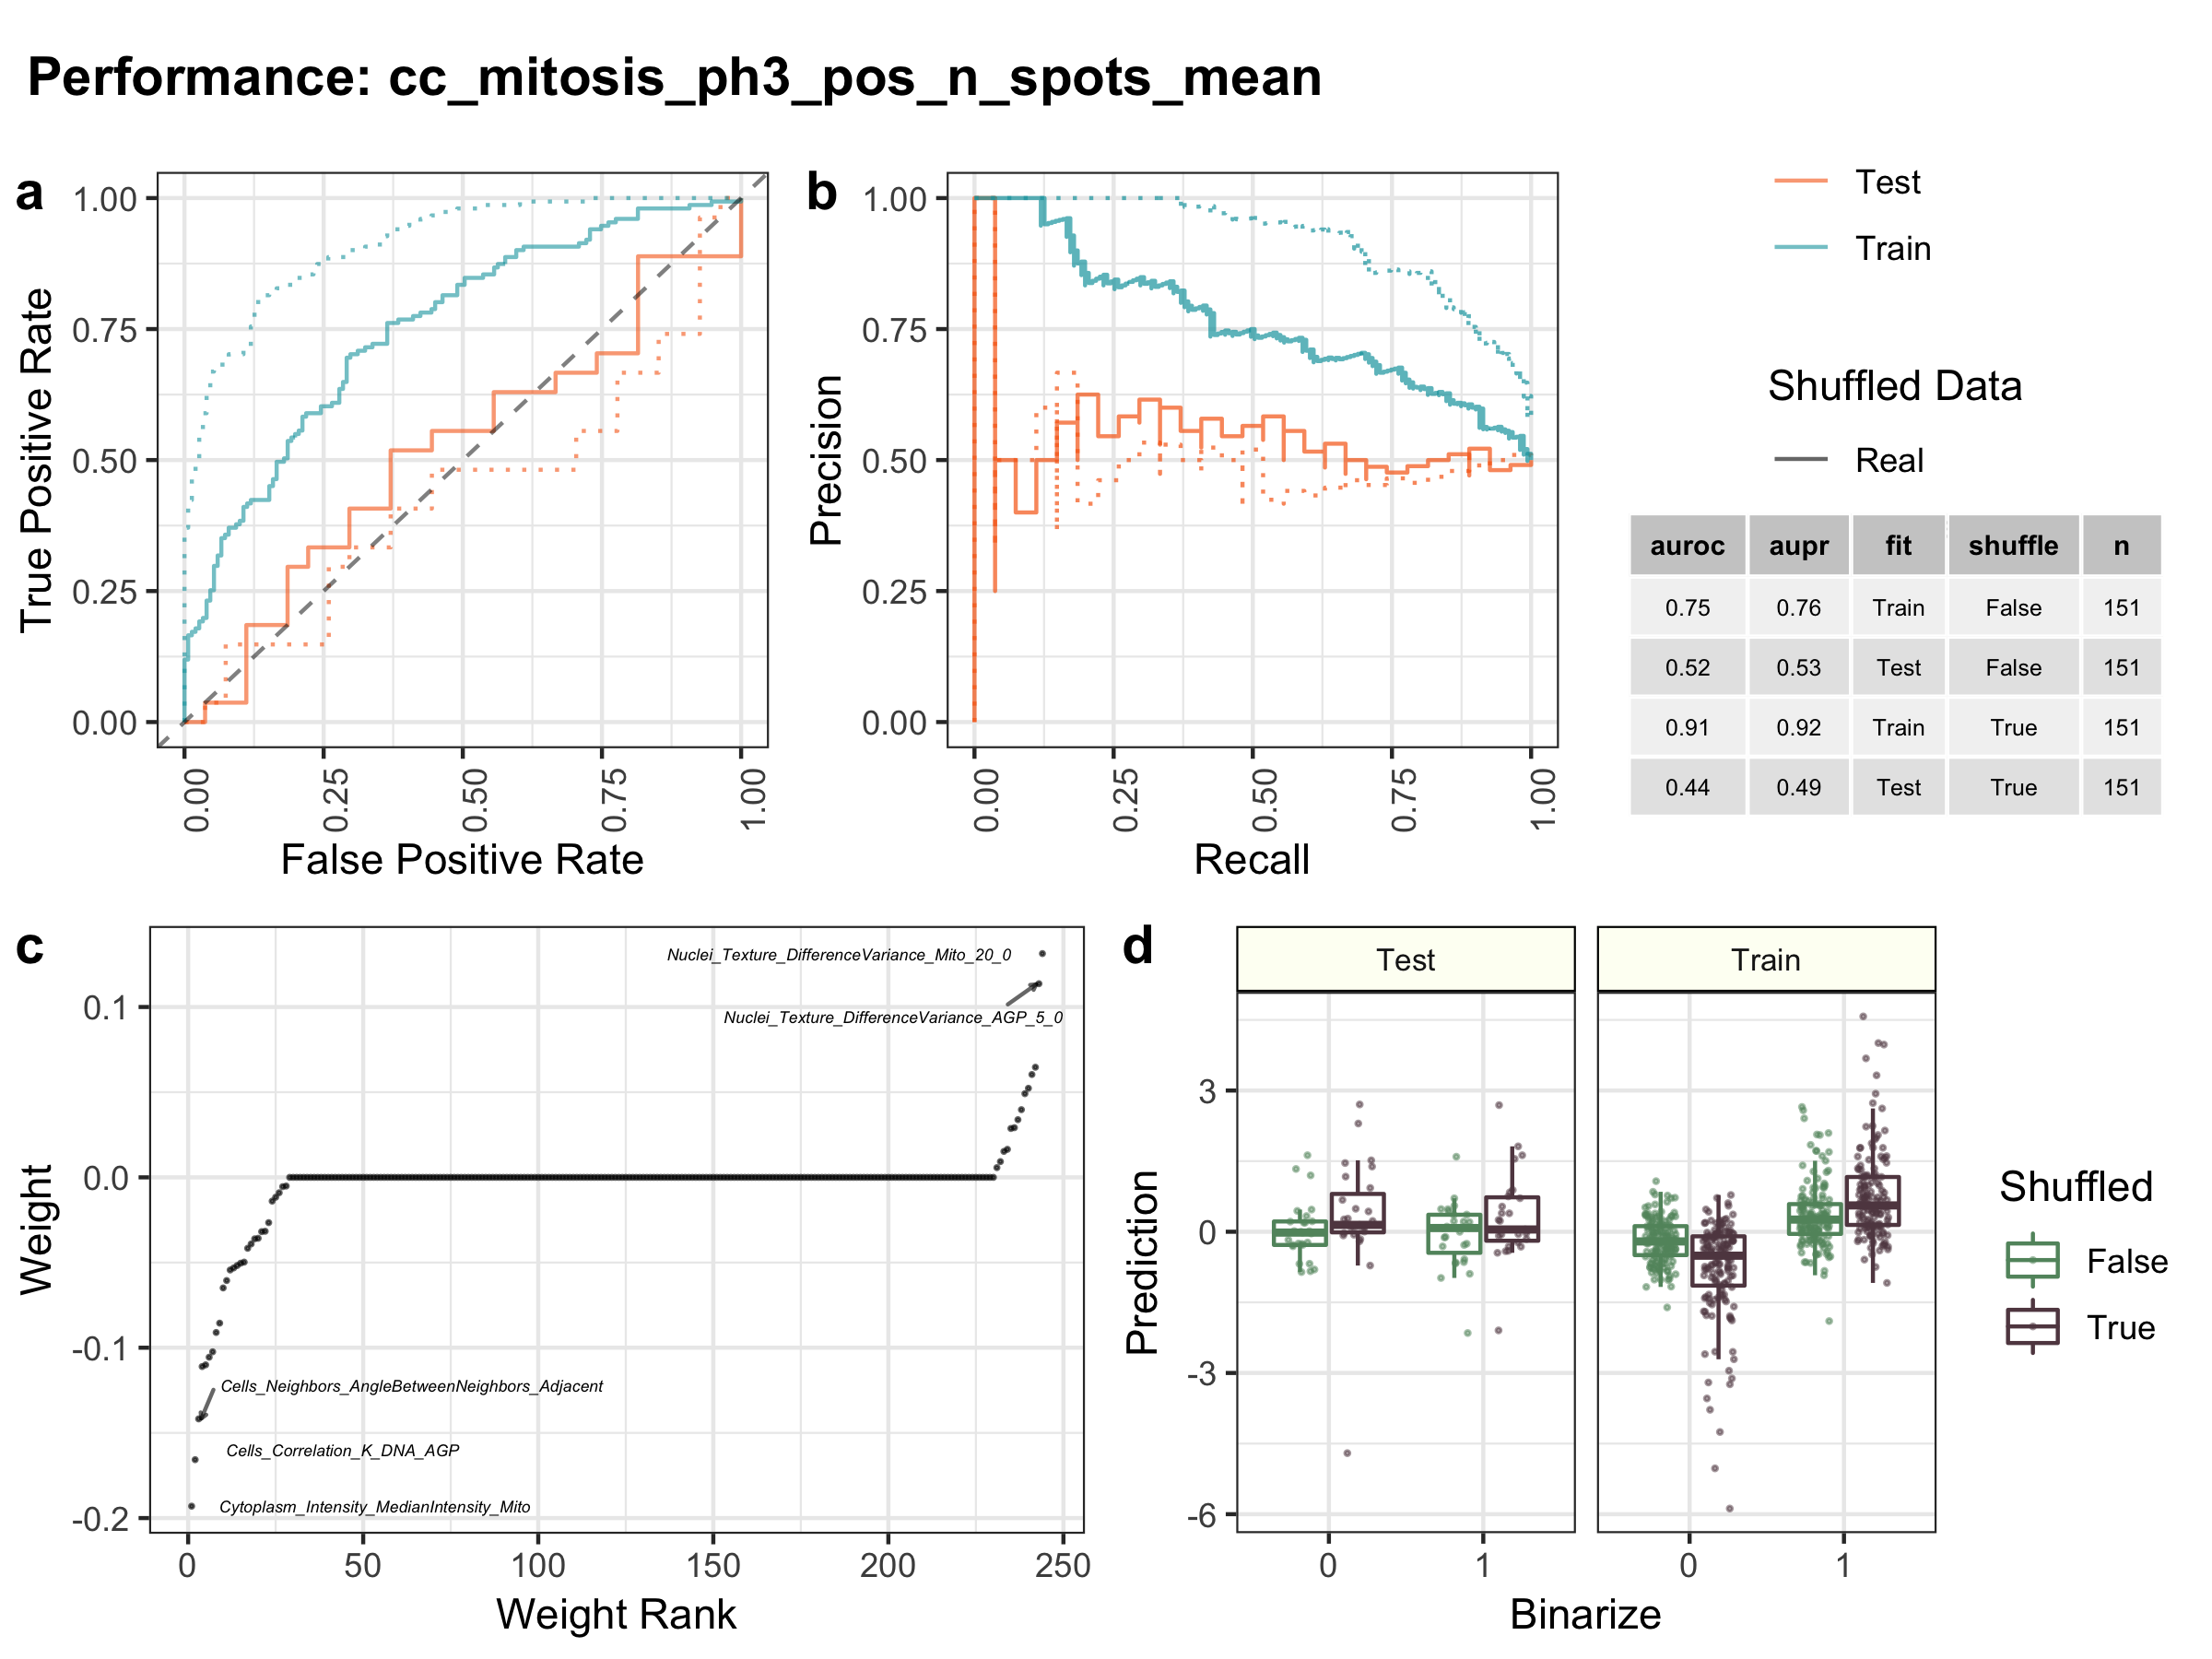 Performance: cc_mitosis_ph3_pos_n_spots_mean
a
1.00
0.75
0.50
0.25
0.00
True Positive Rate
0.00
0.25
0.50
0.75
1.00
False Positive Rate
b
1.00
0.75
0.50
0.25
0.00
Precision
0.00
0.25
0.50
0.75
1.00
Recall
Test
Train
Shuffled Data
Real
auroc aupr fit shuffle n
0.75 0.76 Train False 151
0.52 0.53 Test False 151
0.91 0.92 Train True 151
0.44 0.49 Test True 151
c
0.1
0.0
-0.1
-0.2
Weight
Nuclei_Texture_DifferenceVariance_Mito_20_0
Nuclei_Texture_DifferenceVariance_AGP_5_0
Cells_Neighbors_AngleBetweenNeighbors_Adjacent
Cells_Correlation_K_DNA_AGP
Cytoplasm_Intensity_MedianIntensity_Mito
0 50 100 150 200 250
Weight Rank
d
Test
Train
3
0
-3
-6
Prediction
0 1 0 1
Binarize
Shuffled
False
True